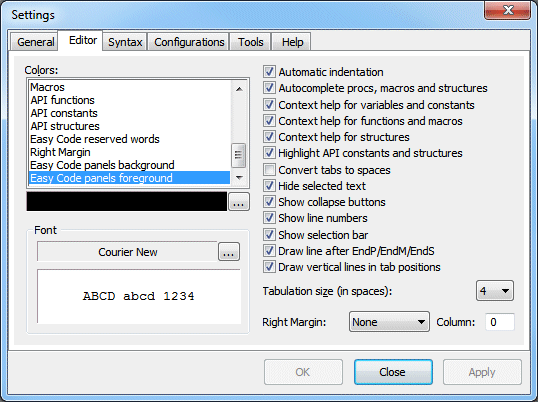 Settings
General
Editor
Syntax
Configurations
Tools
Help
Colors:
Macros
API functions
API constants
API structures
Easy Code reserved words
Right Margin
Easy Code panels background
Easy Code panels foreground
...
Font
Courier New
...
ABCD abcd 1234
Automatic indentation
Autocomplete procs, macros and structures
Context help for variables and constants
Context help for functions and macros
Context help for structures
Highlight API constants and structures
Convert tabs to spaces
Hide selected text
Show collapse buttons
Show line numbers
Show selection bar
Draw line after EndP/EndM/EndS
Draw vertical lines in tab positions
Tabulation size (in spaces): 4
Right Margin: None Column: 0
OK
Close
Apply